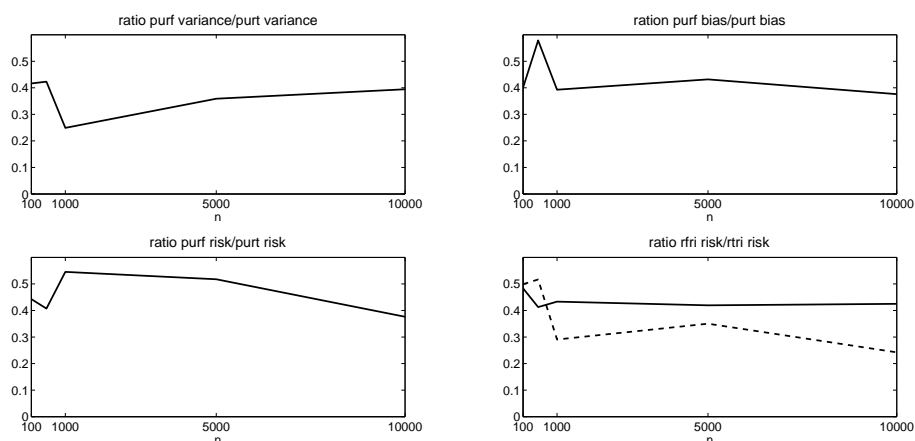 ratio purf variance/purt variance
0.5
0.4
0.3
0.2
0.1
0
100 1000 5000 10000
n
ration purf bias/purt bias
0.5
0.4
0.3
0.2
0.1
0
100 1000 5000 10000
n
ratio purf risk/purt risk
0.5
0.4
0.3
0.2
0.1
0
100 1000 5000 10000
n
ratio rfri risk/rtri risk
0.5
0.4
0.3
0.2
0.1
0
100 1000 5000 10000
n